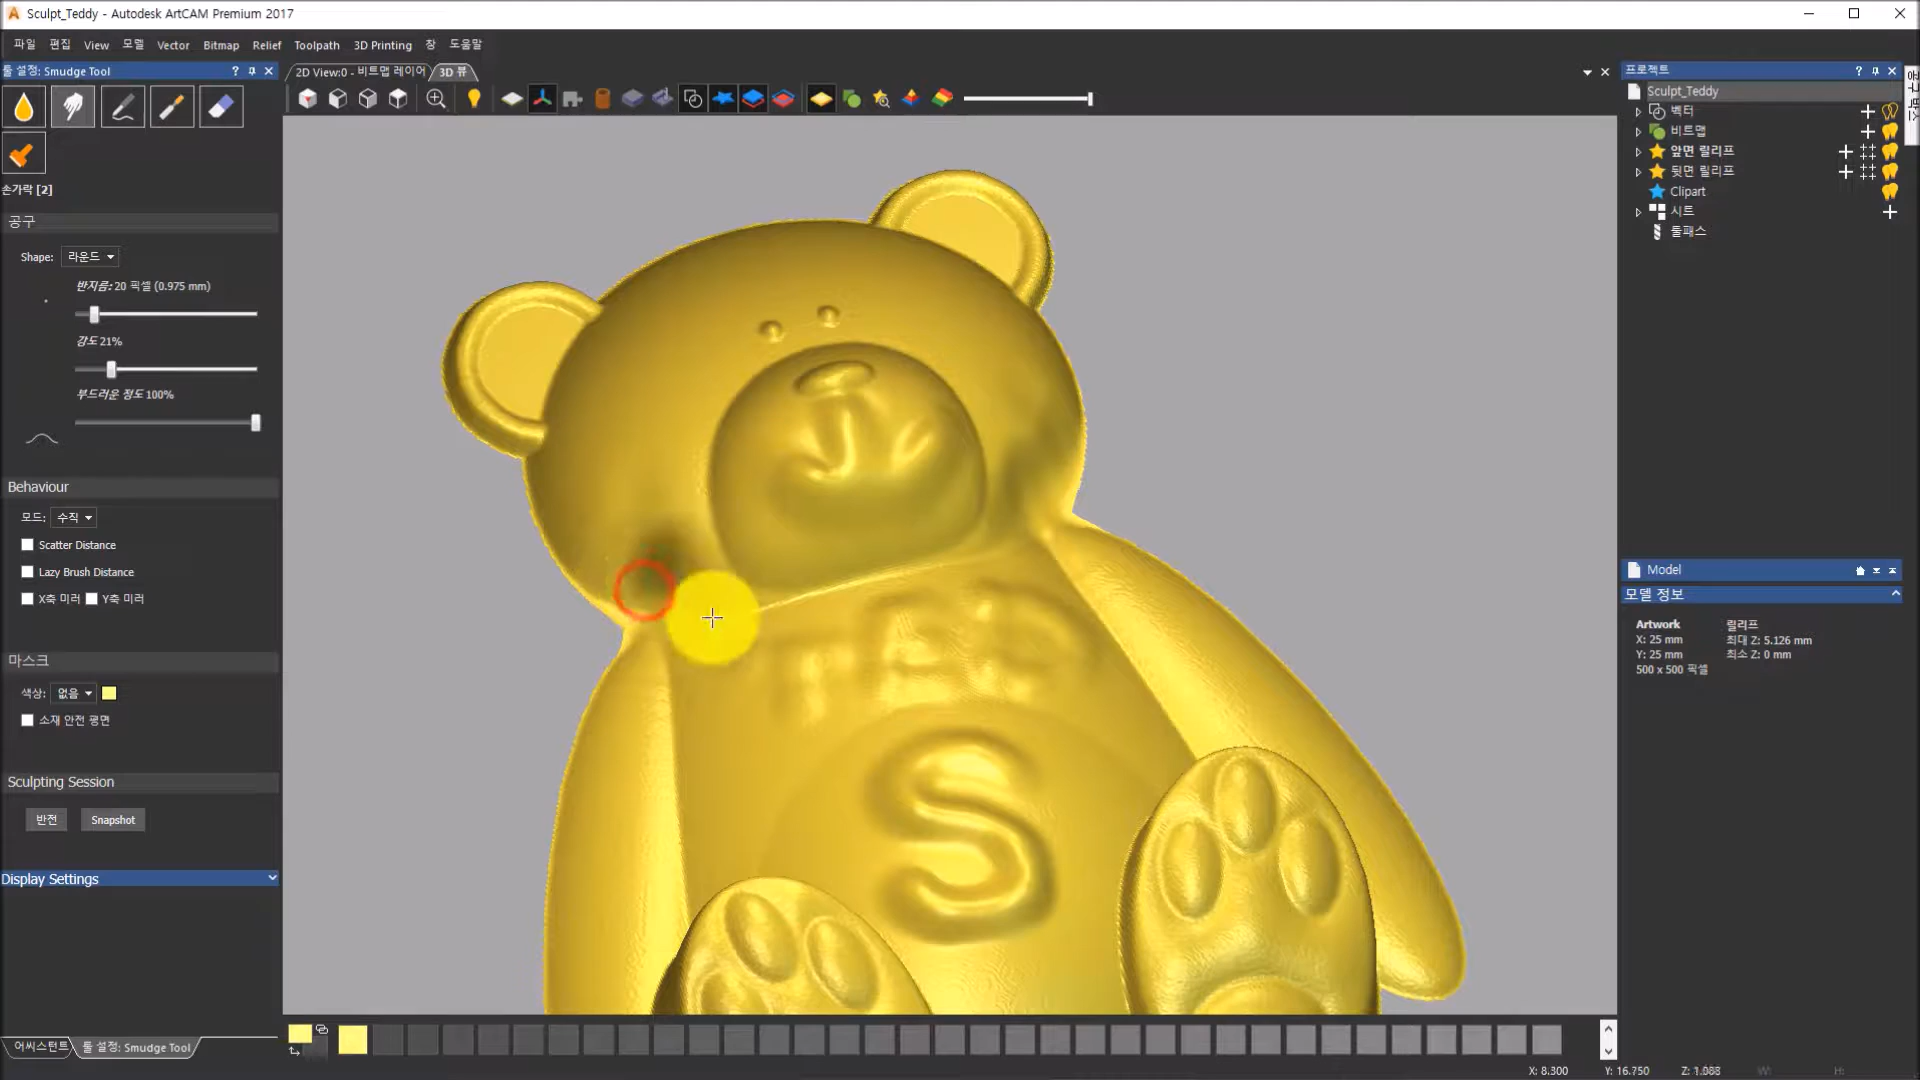 Sculpt_Teddy - Autodesk ArtCAM Premium 2017
파일 편집 View 모델 Vector Bitmap Relief Toolpath 3D Printing 창 도움말
툴 설정: Smudge Tool
2D View:0 - 비트맵 레이어 3D 뷰
손가락 [2]
공구
Shape: 라운드
반지름: 20 픽셀 (0.975 mm)
강도 21%
부드러운 정도 100%
Behaviour
모드: 수직
Scatter Distance
Lazy Brush Distance
X축 미러 Y축 미러
마스크
색상: 없음
소재 안전 평면
Sculpting Session
반전 Snapshot
Display Settings
어씨스턴트 툴 설정: Smudge Tool
TED
S
프로젝트
Sculpt_Teddy
벡터
비트맵
앞면 릴리프
뒷면 릴리프
Clipart
시트
툴패스
Model
모델 정보
Artwork 릴리프
X: 25 mm 최대 Z: 5.126 mm
Y: 25 mm 최소 Z: 0 mm
500 x 500 픽셀
X: 8.300 Y: 16.750 Z: 1.088 W: H: